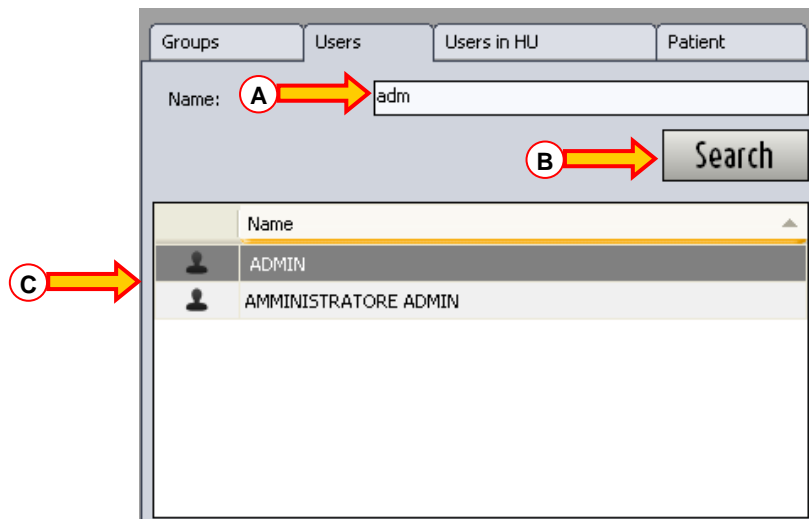 Groups Users Users in HU Patient
Name: A adm
B Search
Name
C ADMIN
AMMINISTRATORE ADMIN